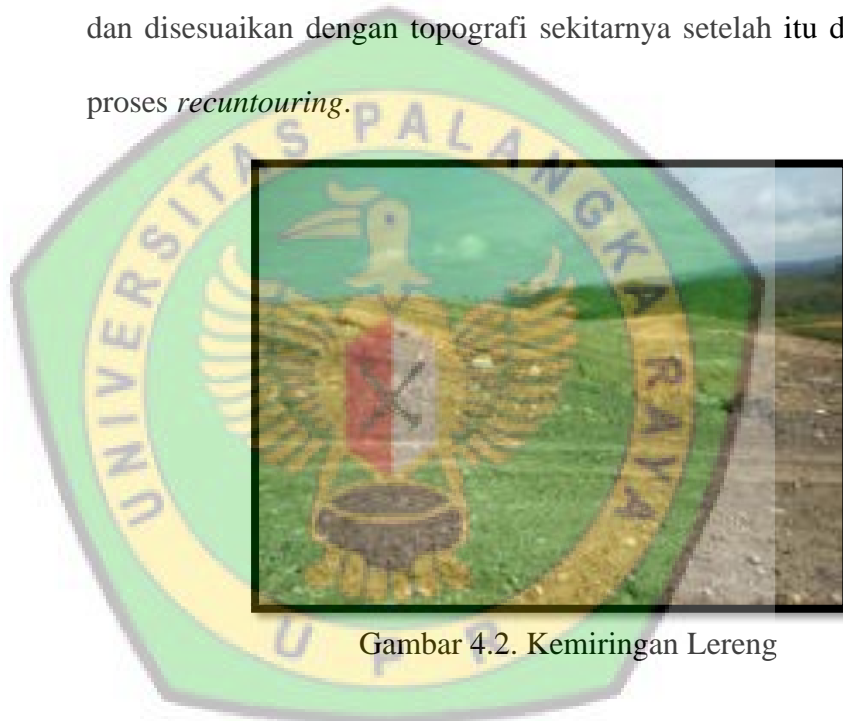 dan disesuaikan dengan topografi sekitarnya setelah itu d
proses recuntouring.
UNIVERSITAS PALANGKA RAYA
UPR
Gambar 4.2. Kemiringan Lereng